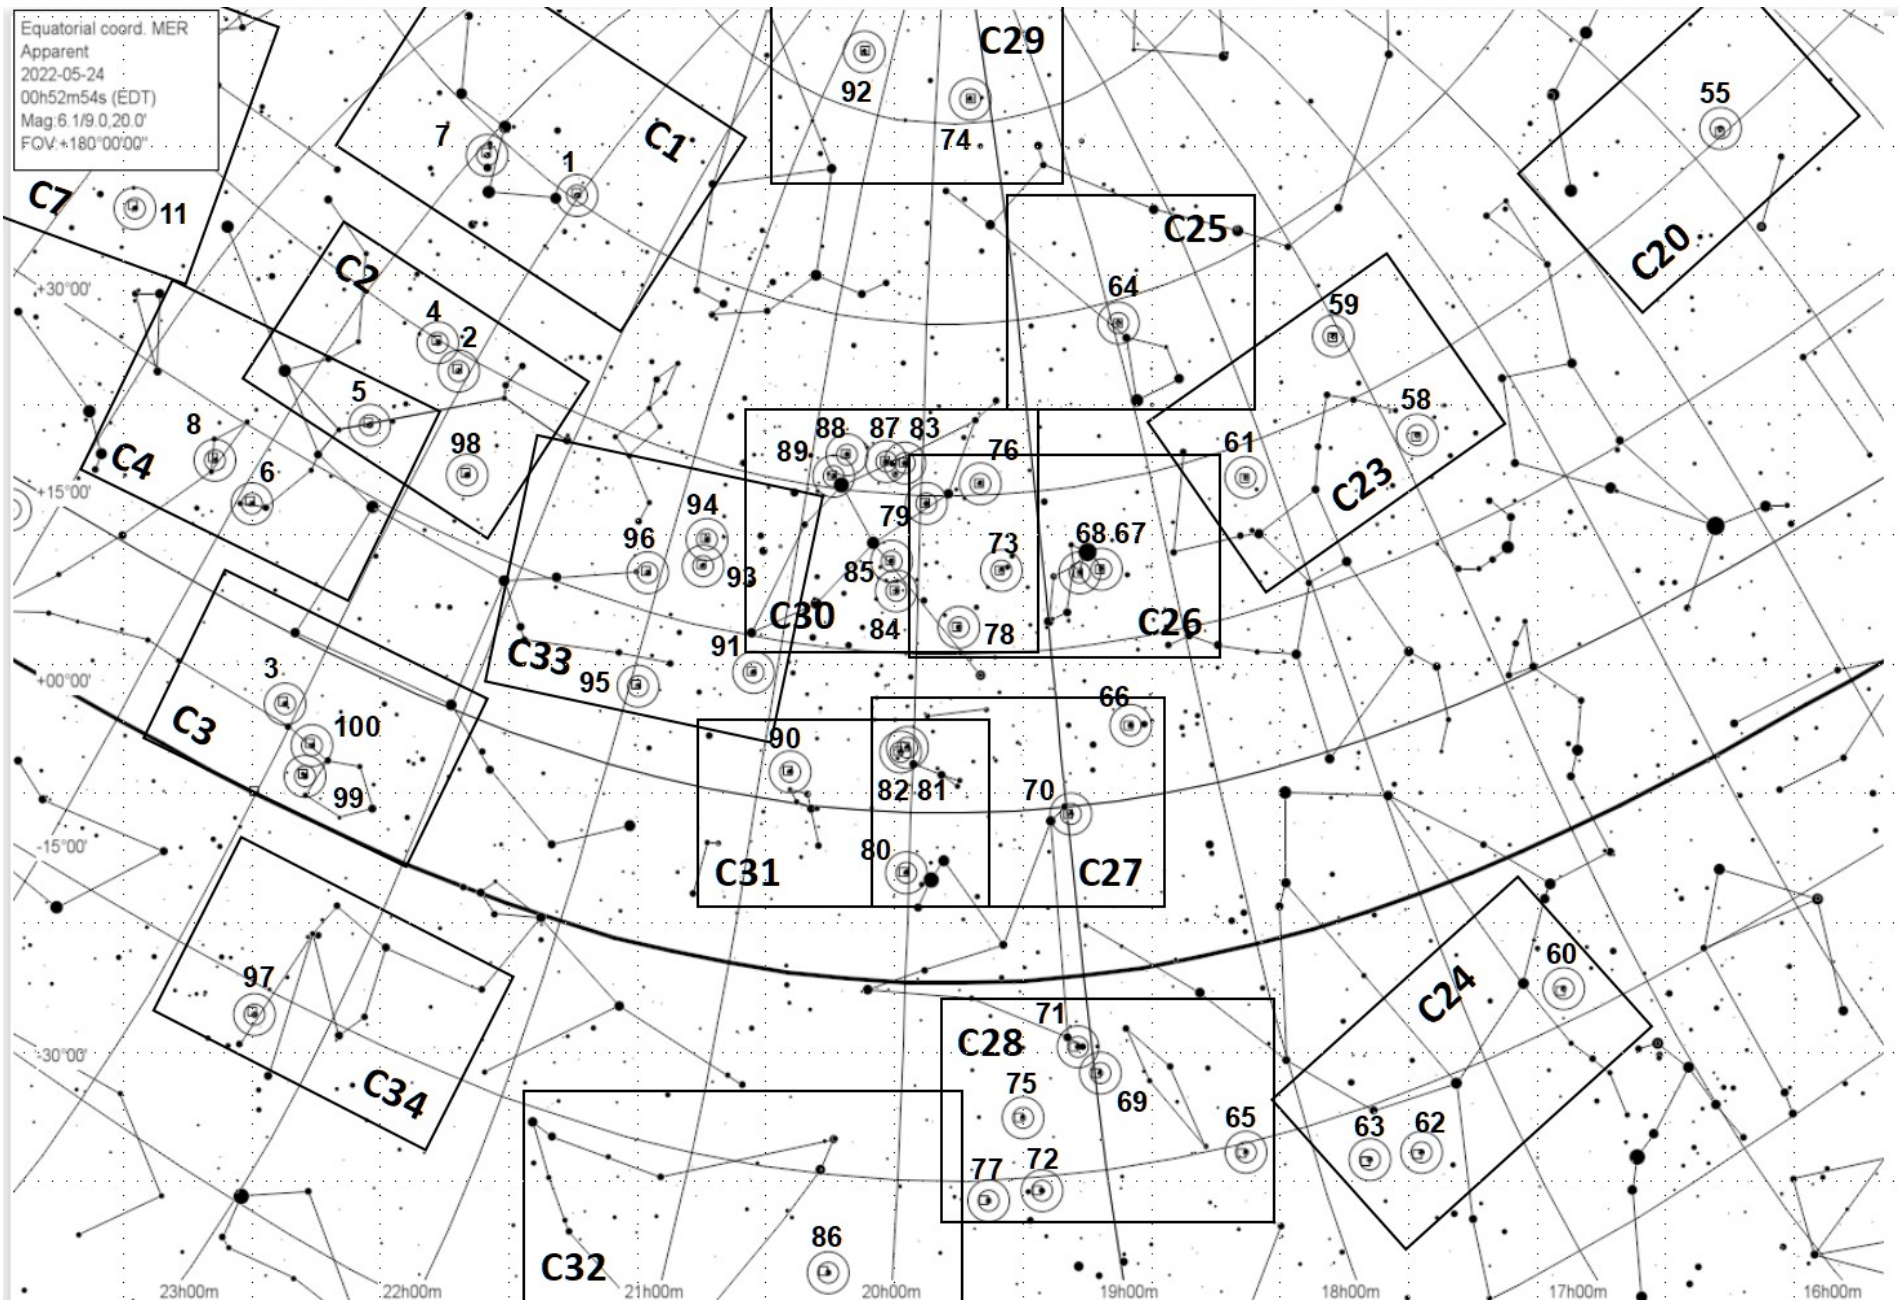 Equatorial coord. MER
Apparent
2022-05-24
00h52m54s (EDT)
Mag:6.1/9.0,20.0'
FOV:+180°00'00"
C29
92
74
C1
7
1
55
C20
C7
11
C25
64
C2
4
2
+30°00'
59
5
58
8
98
C4
6
61
C23
88
87
83
89
76
+15°00'
94
79
96
93
73
68
67
85
C30
84
78
C26
C33
91
95
3
+00°00'
C3
100
99
66
90
82
81
70
80
C31
C27
-15°00'
97
60
C24
71
C28
-30°00'
C34
75
69
65
63
62
77
72
86
C32
23h00m
22h00m
21h00m
20h00m
19h00m
18h00m
17h00m
16h00m